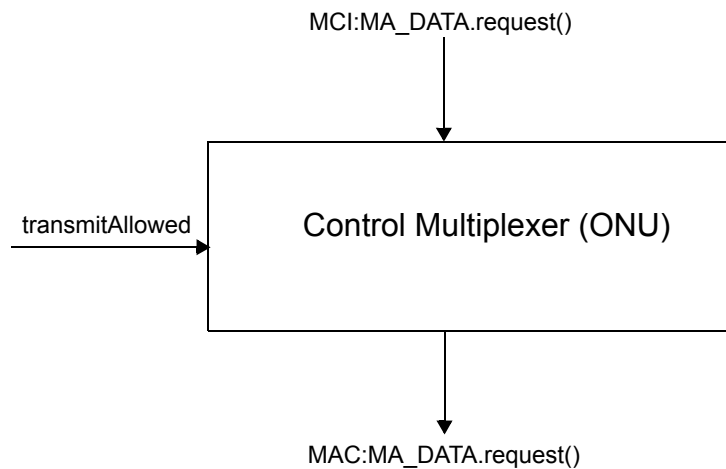 MCI:MA_DATA.request()
transmitAllowed
Control Multiplexer (ONU)
MAC:MA_DATA.request()